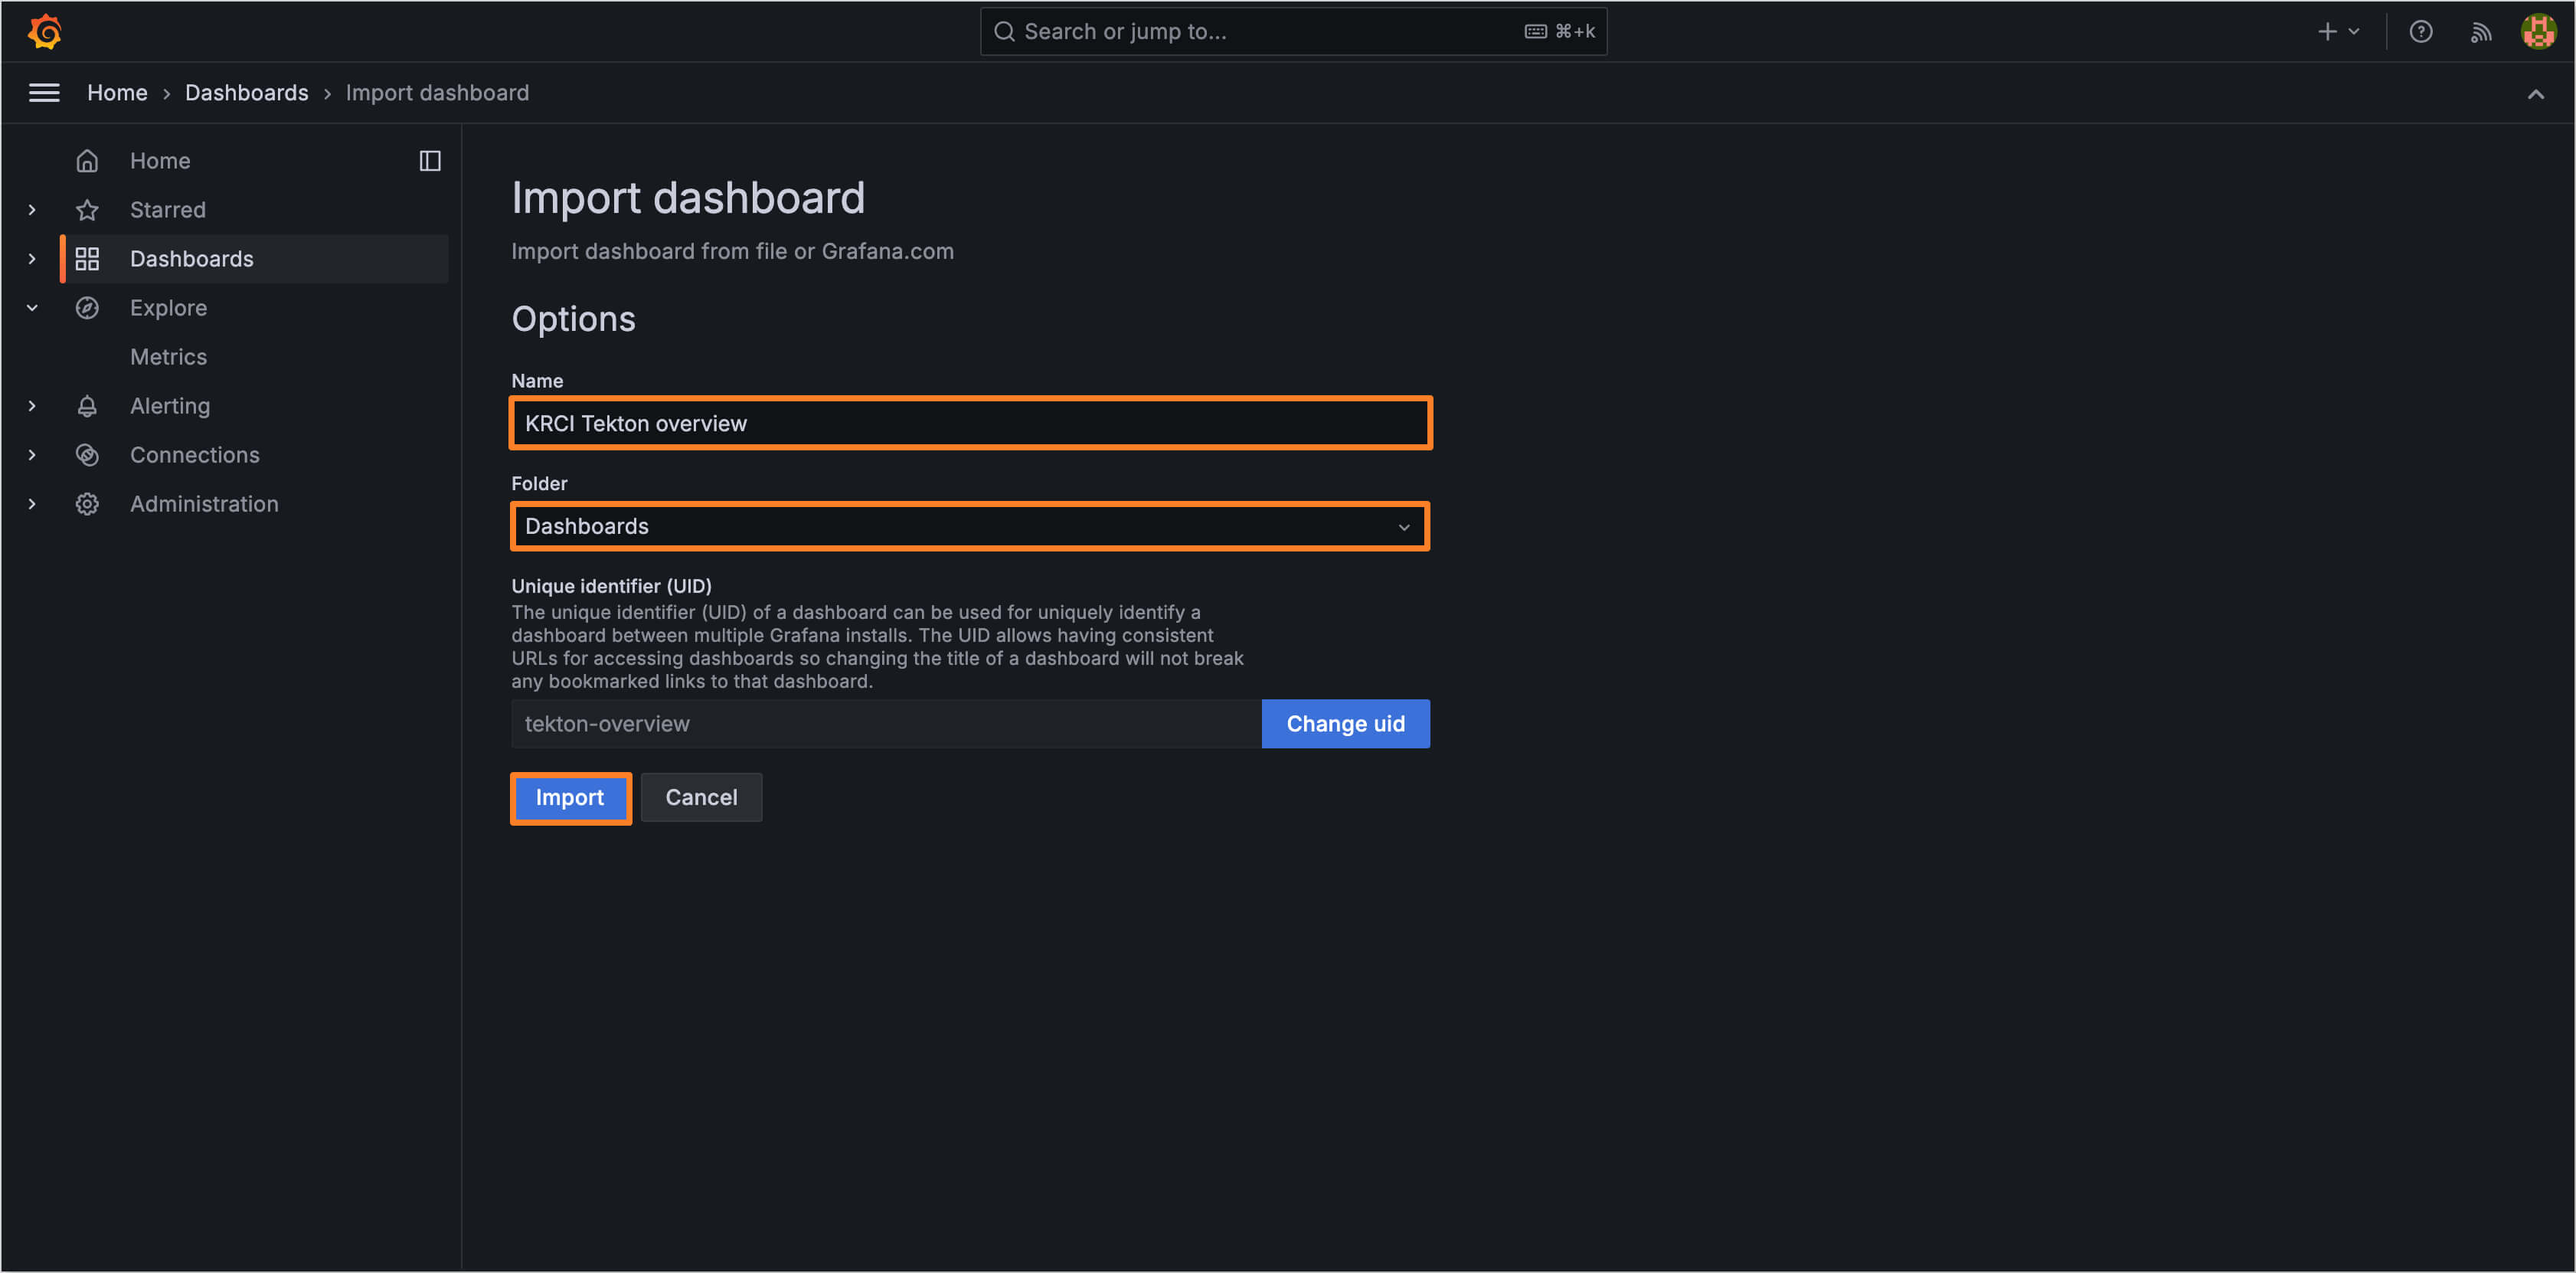 Search or jump to...
⌘+k
Home › Dashboards › Import dashboard
Home
Starred
Dashboards
Explore
Metrics
Alerting
Connections
Administration
Import dashboard
Import dashboard from file or Grafana.com
Options
Name
KRCI Tekton overview
Folder
Dashboards
Unique identifier (UID)
The unique identifier (UID) of a dashboard can be used for uniquely identify a
dashboard between multiple Grafana installs. The UID allows having consistent
URLs for accessing dashboards so changing the title of a dashboard will not break
any bookmarked links to that dashboard.
tekton-overview
Change uid
Import
Cancel